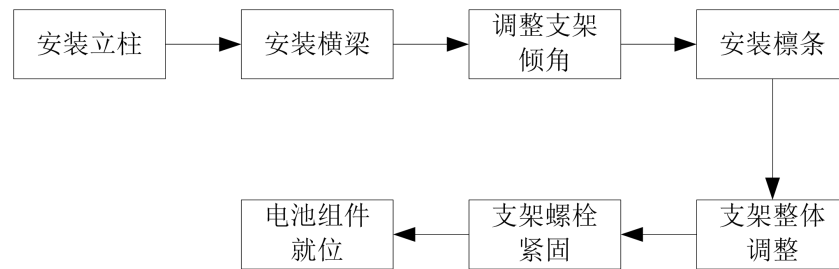 安装立柱
安装横梁
调整支架
倾角
安装檩条
支架整体
调整
支架螺栓
紧固
电池组件
就位